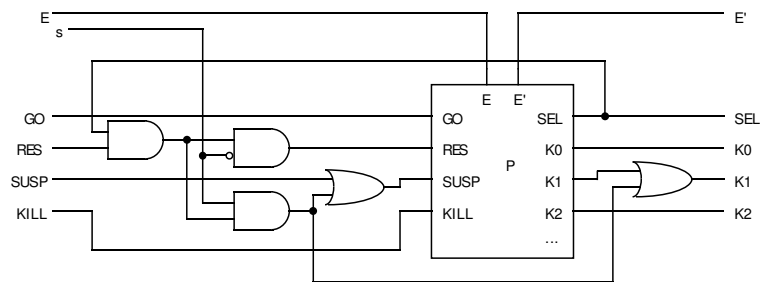 E E'
s
E E'
GO GO SEL SEL
RES RES K0 K0
P
SUSP SUSP K1 K1
KILL KILL K2 K2
...